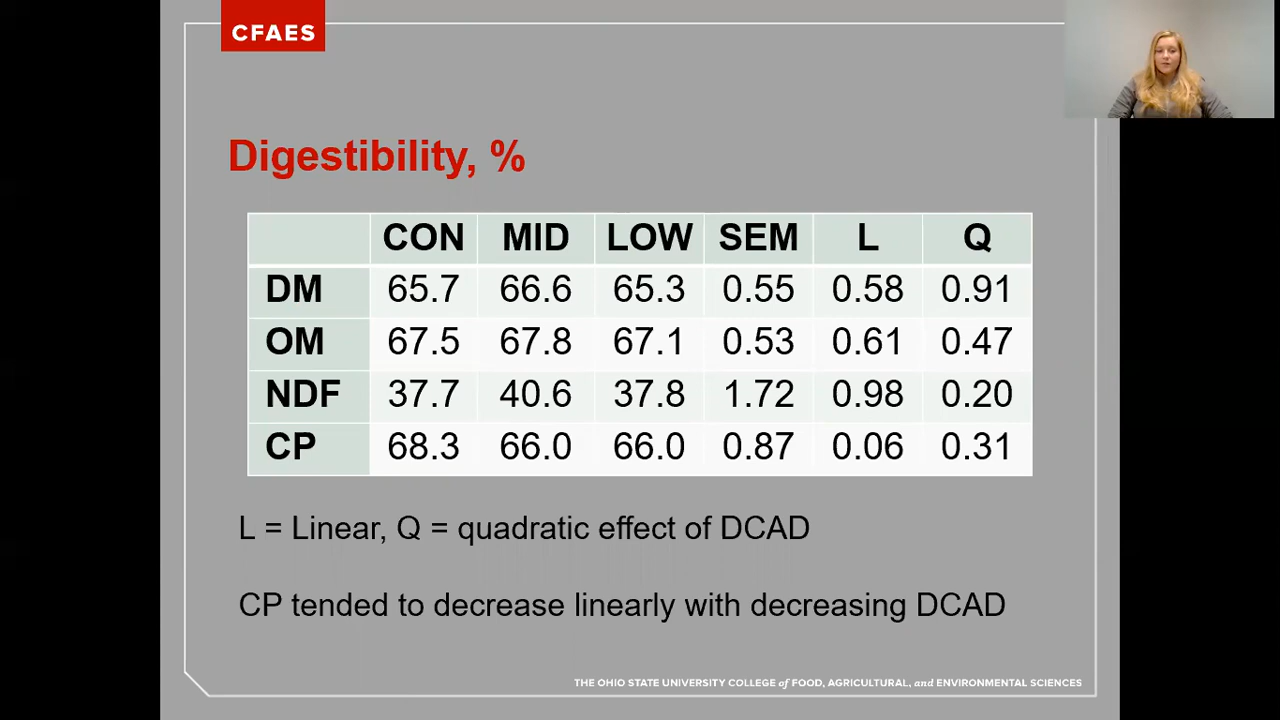 CFAES
Digestibility, %
CON MID LOW SEM L Q
DM 65.7 66.6 65.3 0.55 0.58 0.91
OM 67.5 67.8 67.1 0.53 0.61 0.47
NDF 37.7 40.6 37.8 1.72 0.98 0.20
CP 68.3 66.0 66.0 0.87 0.06 0.31
L = Linear, Q = quadratic effect of DCAD
CP tended to decrease linearly with decreasing DCAD
THE OHIO STATE UNIVERSITY COLLEGE of FOOD, AGRICULTURAL, and ENVIRONMENTAL SCIENCES